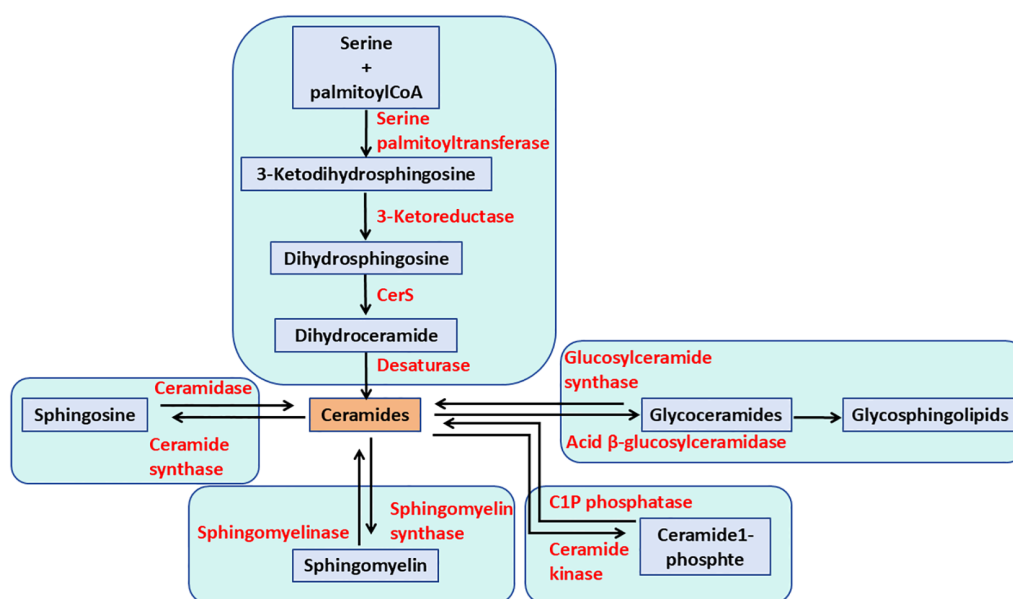 Serine
+
palmitoylCoA
Serine
palmitoyltransferase
3-Ketodihydrosphingosine
3-Ketoreductase
Dihydrosphingosine
CerS
Dihydroceramide
Desaturase
Glucosylceramide
synthase
Ceramidase
Sphingosine
Ceramides
Glycoceramides
Glycosphingolipids
Ceramide
synthase
Acid β-glucosylceramidase
Sphingomyelinase
Sphingomyelin
synthase
Sphingomyelin
C1P phosphatase
Ceramide
kinase
Ceramide1-
phosphte